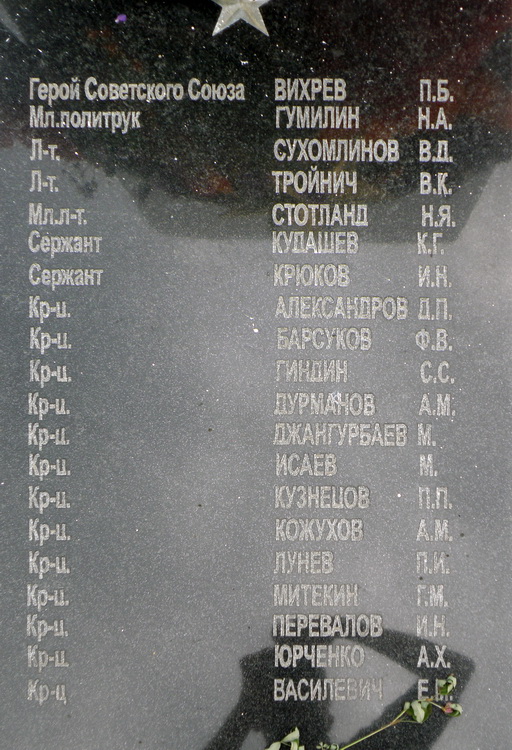 Герой Советского Союза ВИХРЕВ П.Б.
Мл.политрук ГУМИЛИН Н.А.
Л-т. СУХОМЛИНОВ В.Д.
Л-т. ТРОЙНИЧ В.К.
Мл.л-т. СТОТЛАНД Н.Я.
Сержант КУДАШЕВ К.Г.
Сержант КРЮКОВ И.Н.
Кр-ц. АЛЕКСАНДРОВ Д.П.
Кр-ц. БАРСУКОВ Ф.В.
Кр-ц. ГИНДИН С.С.
Кр-ц. ДУРМАНОВ А.М.
Кр-ц. ДЖАНГУРБАЕВ М.
Кр-ц. ИСАЕВ М.
Кр-ц. КУЗНЕЦОВ П.П.
Кр-ц. КОЖУХОВ А.М.
Кр-ц. ЛУНЕВ П.И.
Кр-ц. МИТЕКИН Г.М.
Кр-ц. ПЕРЕВАЛОВ И.Н.
Кр-ц. ЮРЧЕНКО А.Х.
Кр-ц ВАСИЛЕВИЧ